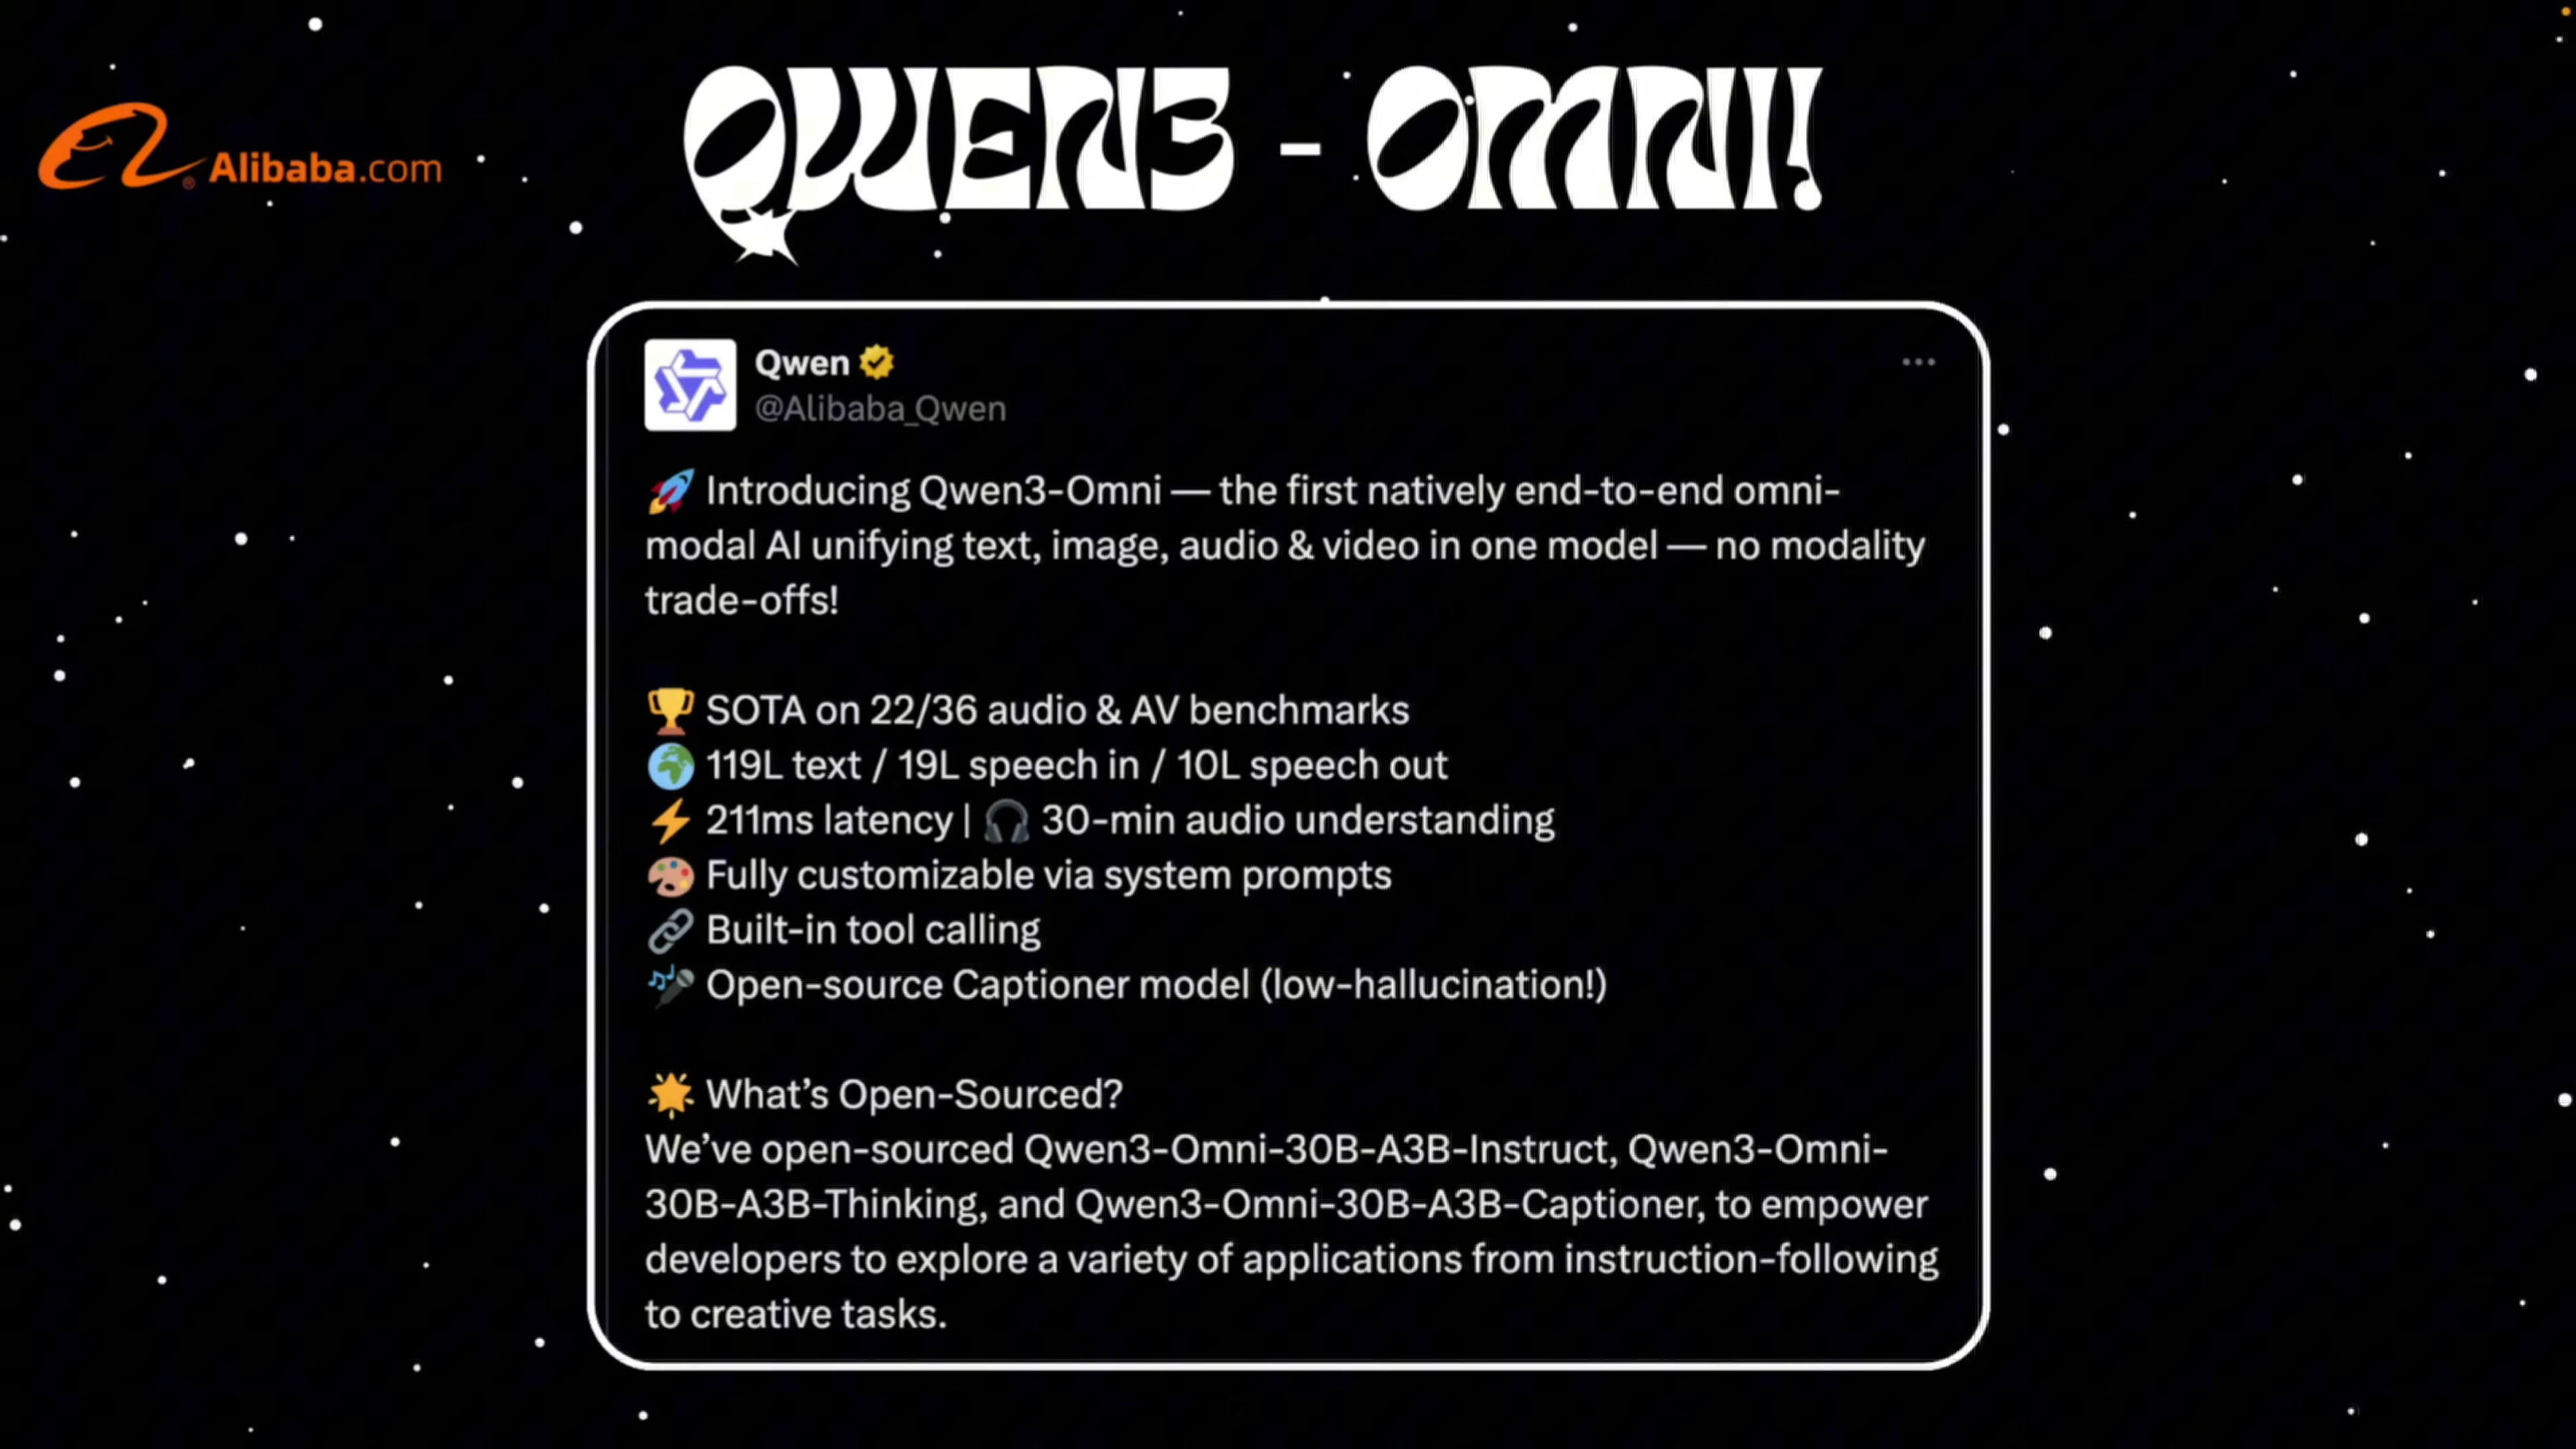 Alibaba.com
QWEN3 - OMNI!
Qwen
@Alibaba_Qwen
🚀 Introducing Qwen3-Omni — the first natively end-to-end omni-
modal AI unifying text, image, audio & video in one model — no modality
trade-offs!
🏆 SOTA on 22/36 audio & AV benchmarks
🌍 119L text / 19L speech in / 10L speech out
⚡ 211ms latency | 🎧 30-min audio understanding
🎨 Fully customizable via system prompts
🔗 Built-in tool calling
🎤 Open-source Captioner model (low-hallucination!)
🌟 What’s Open-Sourced?
We’ve open-sourced Qwen3-Omni-30B-A3B-Instruct, Qwen3-Omni-
30B-A3B-Thinking, and Qwen3-Omni-30B-A3B-Captioner, to empower
developers to explore a variety of applications from instruction-following
to creative tasks.